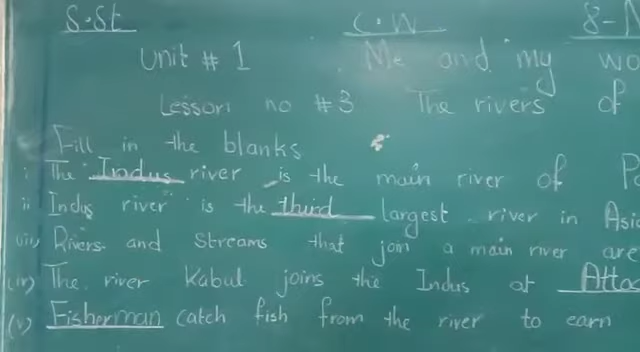 S.St C.W 8-
Unit # 1 Me and my
Lesson no #3 The rivers of
Fill in the blanks
i The Indus river is the main river of
ii Indus river is the third largest river in Asia
(iii) Rivers and streams that join a main river are
(iv) The river Kabul joins the Indus at
(v) Fisherman catch fish from the river to earn